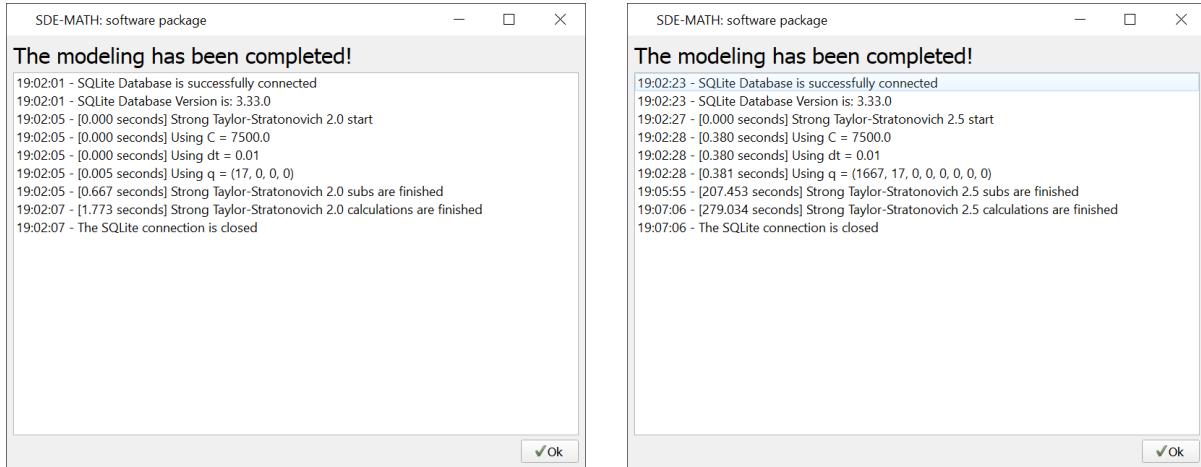 SDE-MATH: software package
The modeling has been completed!
19:02:01 - SQLite Database is successfully connected
19:02:01 - SQLite Database Version is: 3.33.0
19:02:05 - [0.000 seconds] Strong Taylor-Stratonovich 2.0 start
19:02:05 - [0.000 seconds] Using C = 7500.0
19:02:05 - [0.000 seconds] Using dt = 0.01
19:02:05 - [0.005 seconds] Using q = (17, 0, 0, 0)
19:02:05 - [0.667 seconds] Strong Taylor-Stratonovich 2.0 subs are finished
19:02:07 - [1.773 seconds] Strong Taylor-Stratonovich 2.0 calculations are finished
19:02:07 - The SQLite connection is closed
Ok
SDE-MATH: software package
The modeling has been completed!
19:02:23 - SQLite Database is successfully connected
19:02:23 - SQLite Database Version is: 3.33.0
19:02:27 - [0.000 seconds] Strong Taylor-Stratonovich 2.5 start
19:02:28 - [0.380 seconds] Using C = 7500.0
19:02:28 - [0.380 seconds] Using dt = 0.01
19:02:28 - [0.381 seconds] Using q = (1667, 17, 0, 0, 0, 0, 0, 0)
19:05:55 - [207.453 seconds] Strong Taylor-Stratonovich 2.5 subs are finished
19:07:06 - [279.034 seconds] Strong Taylor-Stratonovich 2.5 calculations are finished
19:07:06 - The SQLite connection is closed
Ok